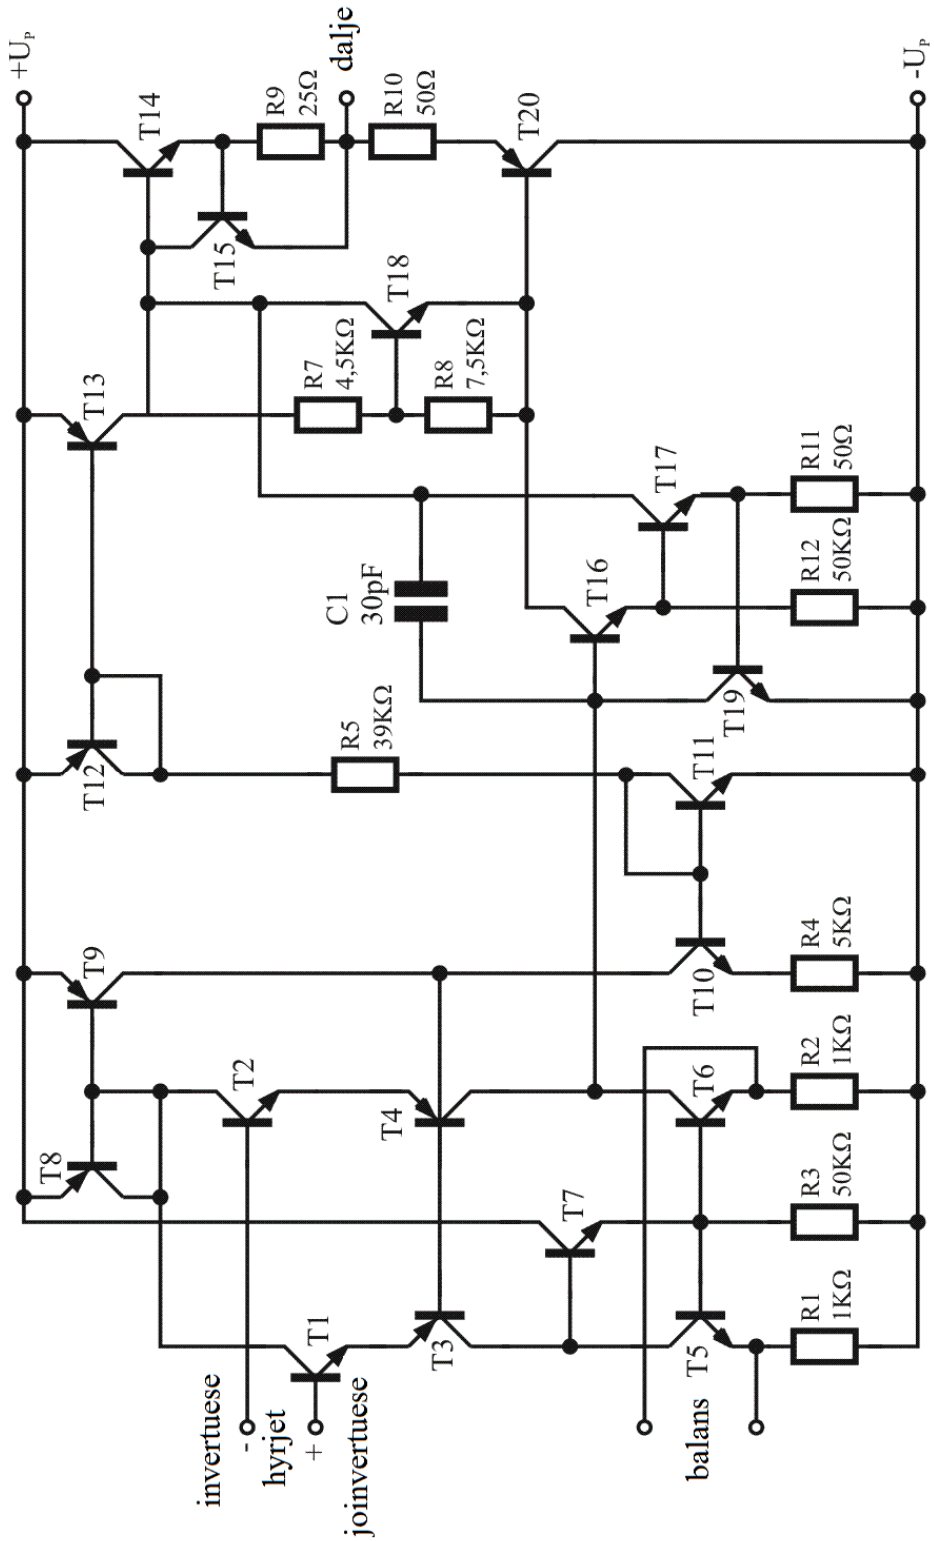 +U_P
T8
T9
T12
T13
T14
T15
R9
25Ω
dalje
R10
50Ω
T20
T18
R7
4,5KΩ
R8
7,5KΩ
invertuese
-
hyrjet
+
joinvertuese
T1
T2
T3
T4
T7
R5
39KΩ
C1
30pF
T16
T17
T19
T11
T10
T6
T5
balans
R1
1KΩ
R3
50KΩ
R2
1KΩ
R4
5KΩ
R12
50KΩ
R11
50Ω
-U_P